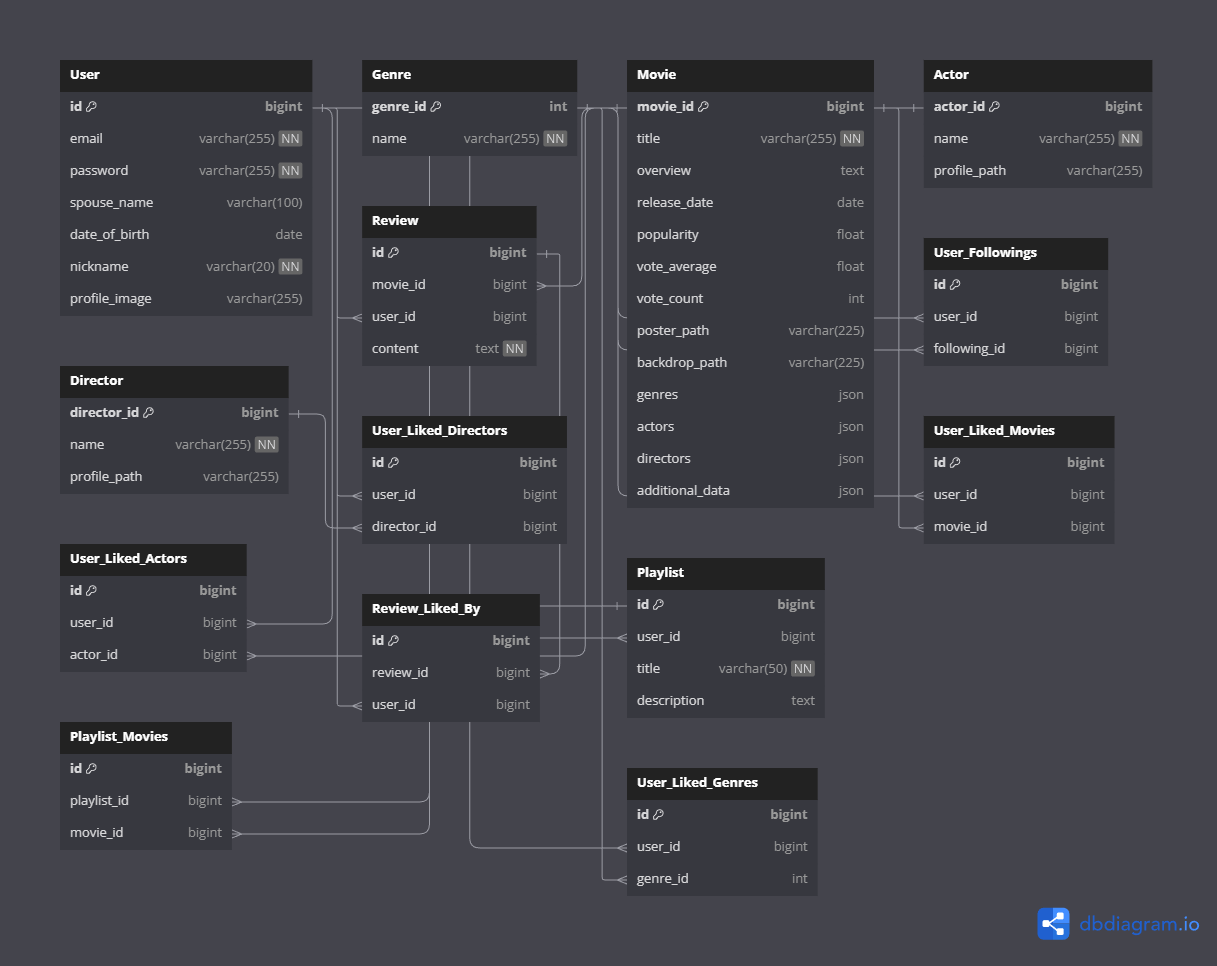 User
id bigint
email varchar(255) NN
password varchar(255) NN
spouse_name varchar(100)
date_of_birth date
nickname varchar(20) NN
profile_image varchar(255)
Genre
genre_id int
name varchar(255) NN
Movie
movie_id bigint
title varchar(255) NN
overview text
release_date date
popularity float
vote_average float
vote_count int
poster_path varchar(225)
backdrop_path varchar(225)
genres json
actors json
directors json
additional_data json
Actor
actor_id bigint
name varchar(255) NN
profile_path varchar(255)
Review
id bigint
movie_id bigint
user_id bigint
content text NN
User_Followings
id bigint
user_id bigint
following_id bigint
Director
director_id bigint
name varchar(255) NN
profile_path varchar(255)
User_Liked_Directors
id bigint
user_id bigint
director_id bigint
User_Liked_Movies
id bigint
user_id bigint
movie_id bigint
User_Liked_Actors
id bigint
user_id bigint
actor_id bigint
Review_Liked_By
id bigint
review_id bigint
user_id bigint
Playlist
id bigint
user_id bigint
title varchar(50) NN
description text
Playlist_Movies
id bigint
playlist_id bigint
movie_id bigint
User_Liked_Genres
id bigint
user_id bigint
genre_id int
dbdiagram.io